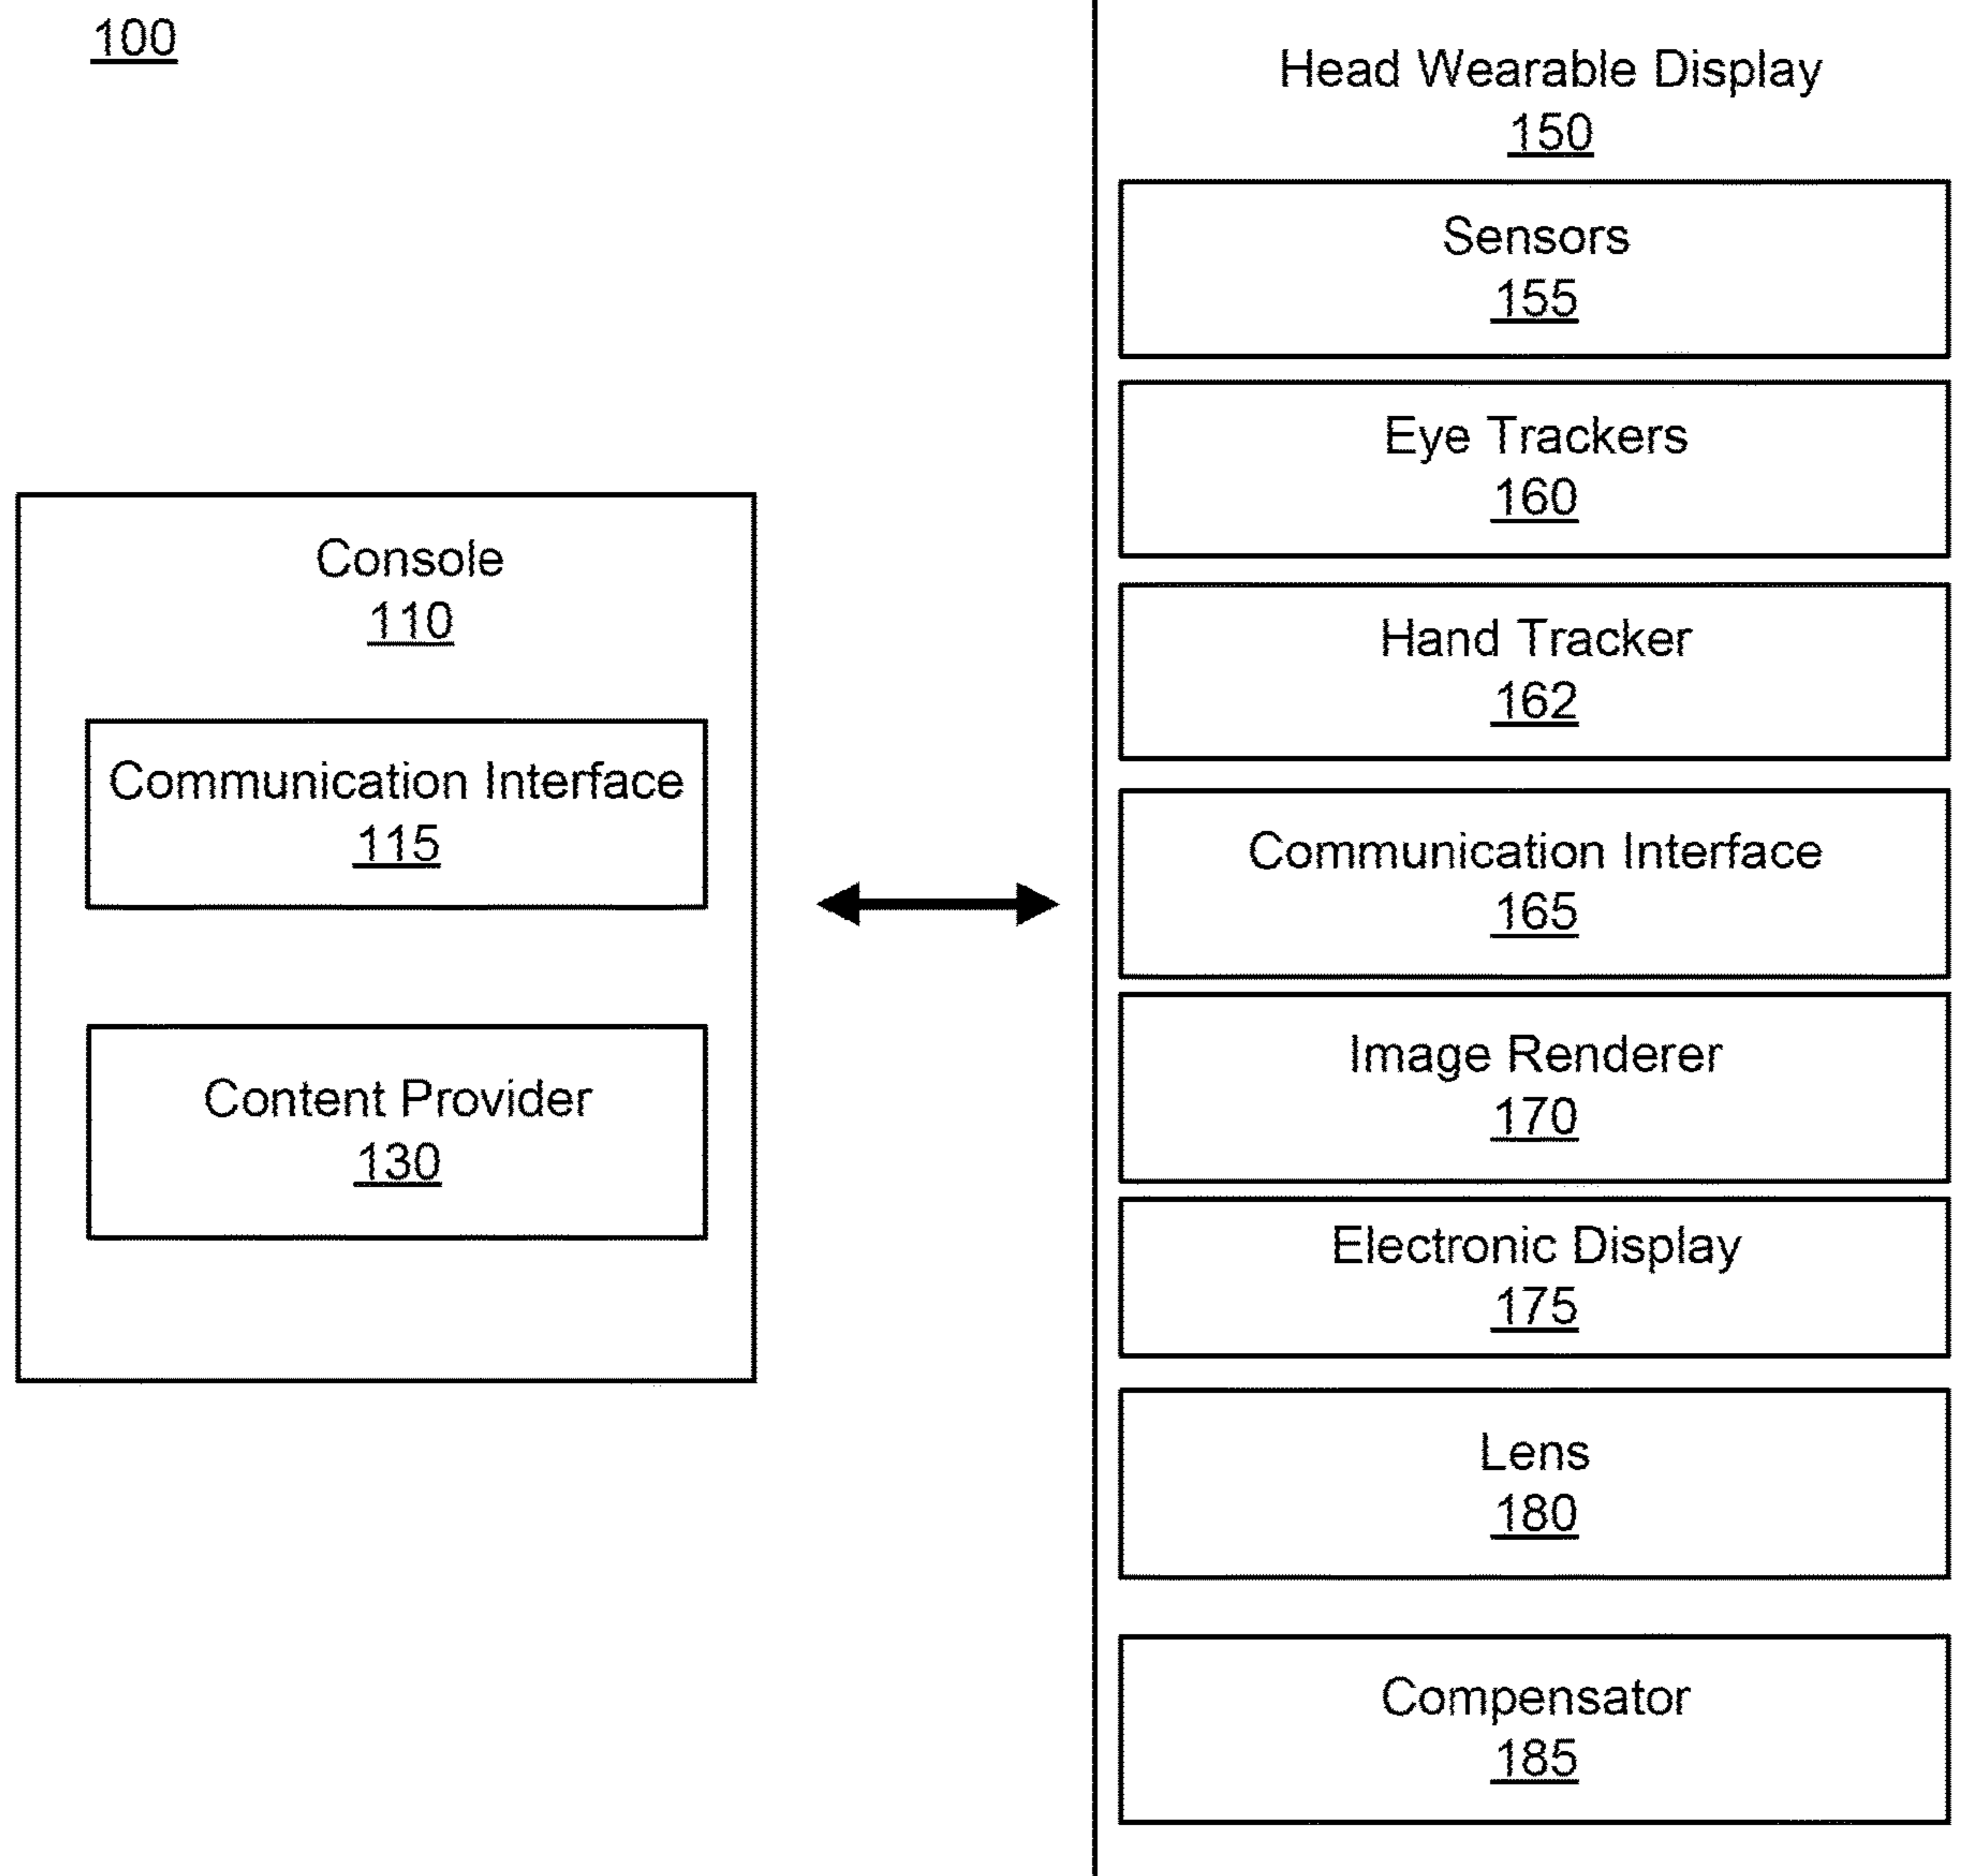 100
Console
110
Communication Interface
115
Content Provider
130
Head Wearable Display
150
Sensors
155
Eye Trackers
160
Hand Tracker
162
Communication Interface
165
Image Renderer
170
Electronic Display
175
Lens
180
Compensator
185